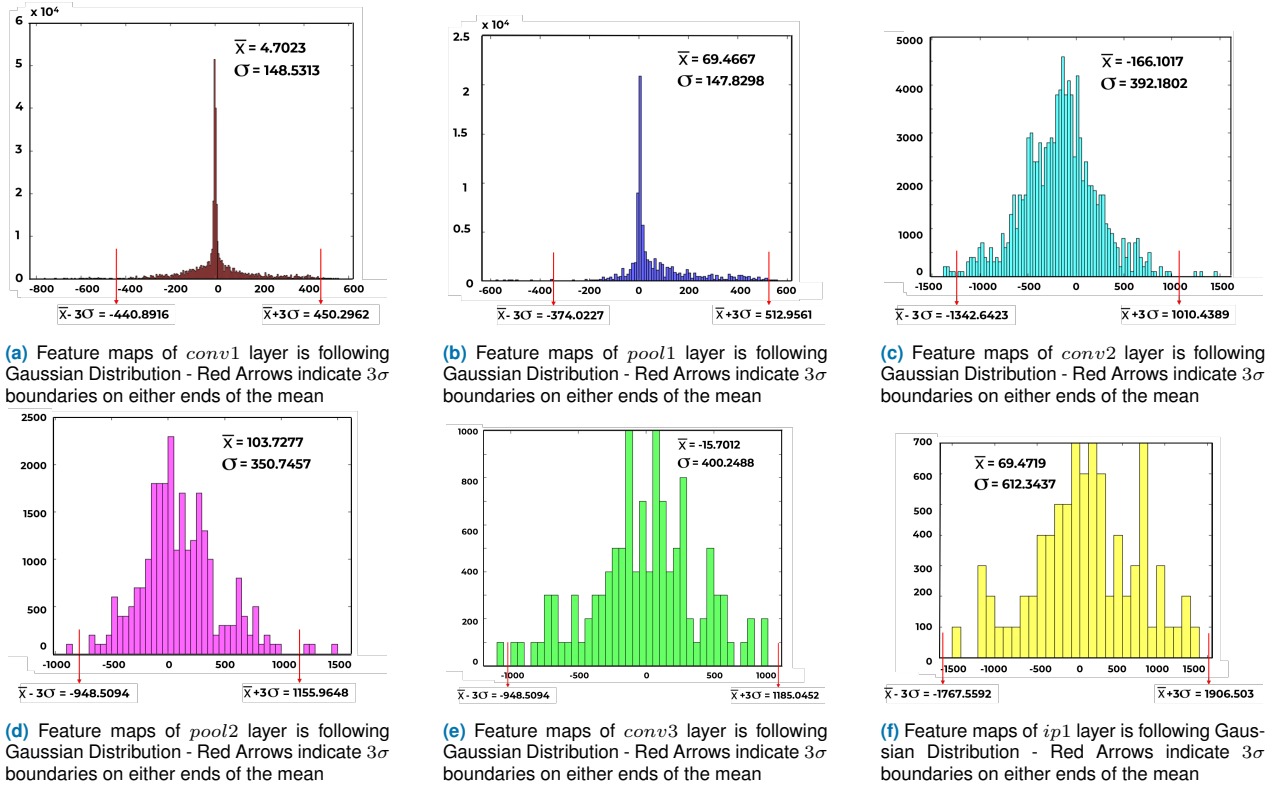 x 10⁴
6
5
4
3
2
1
0
-800 -600 -400 -200 0 200 400 600
X̅ = 4.7023
σ = 148.5313
X̅- 3σ = -440.8916
X̅+3σ = 450.2962
(a) Feature maps of conv1 layer is following
Gaussian Distribution - Red Arrows indicate 3σ
boundaries on either ends of the mean
x 10⁴
2.5
2
1.5
1
0.5
0
-600 -400 -200 0 200 400 600
X̅ = 69.4667
σ = 147.8298
X̅- 3σ = -374.0227
X̅+3σ = 512.9561
(b) Feature maps of pool1 layer is following
Gaussian Distribution - Red Arrows indicate 3σ
boundaries on either ends of the mean
5000
4000
3000
2000
1000
0
-1500 -1000 -500 0 500 1000 1500
X̅ = -166.1017
σ = 392.1802
X̅ - 3σ = -1342.6423
X̅+3σ = 1010.4389
(c) Feature maps of conv2 layer is following
Gaussian Distribution - Red Arrows indicate 3σ
boundaries on either ends of the mean
2500
2000
1500
1000
500
0
-1000 -500 0 500 1000 1500
X̅ = 103.7277
σ = 350.7457
X̅ - 3σ = -948.5094
X̅+3σ = 1155.9648
(d) Feature maps of pool2 layer is following
Gaussian Distribution - Red Arrows indicate 3σ
boundaries on either ends of the mean
1000
800
600
400
200
0
-1000 -500 0 500 1000
X̅ = -15.7012
σ = 400.2488
X̅ - 3σ = -948.5094
X̅+3σ = 1185.0452
(e) Feature maps of conv3 layer is following
Gaussian Distribution - Red Arrows indicate 3σ
boundaries on either ends of the mean
700
600
500
400
300
200
100
0
-1500 -1000 -500 0 500 1000 1500
X̅ = 69.4719
σ = 612.3437
X̅ - 3σ = -1767.5592
X̅+3σ = 1906.503
(f) Feature maps of ip1 layer is following Gaus-
sian Distribution - Red Arrows indicate 3σ
boundaries on either ends of the mean